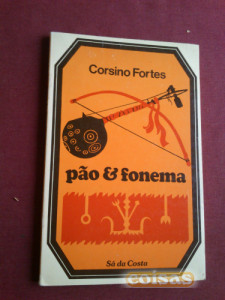 Corsino Fortes
pão & fonema
Sá da Costa
coisas